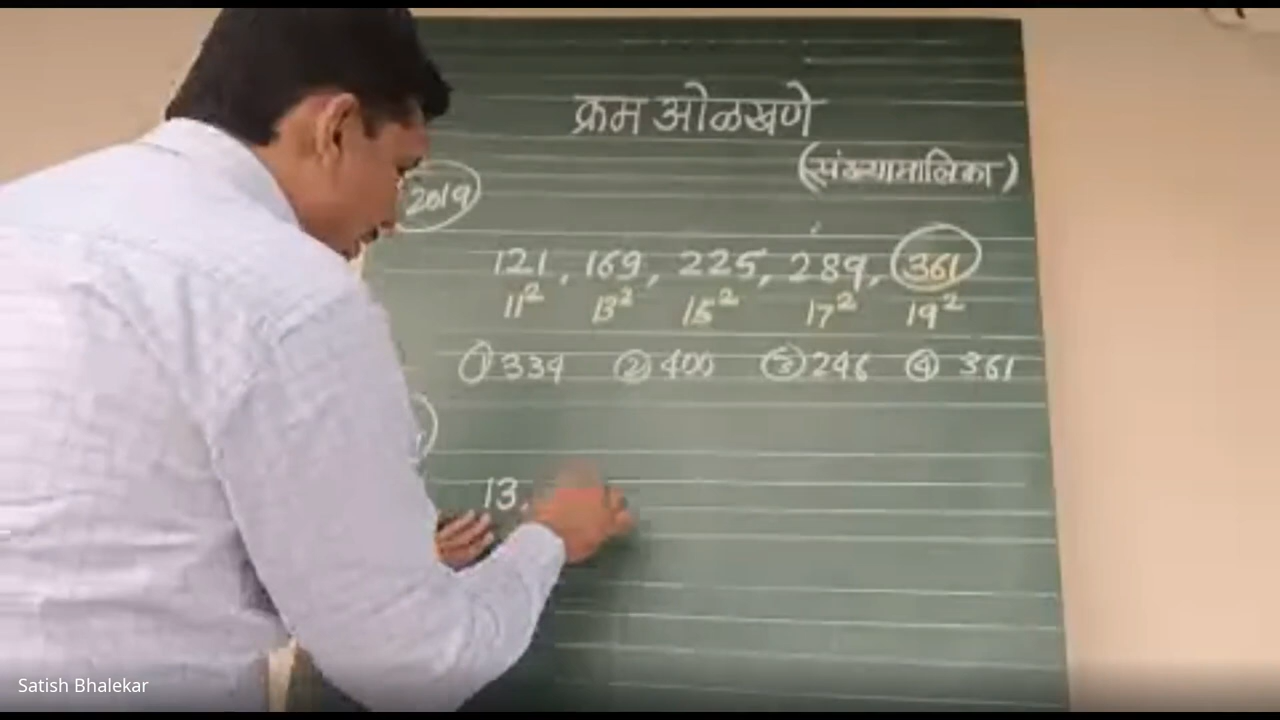 क्रम ओळखणे
(संख्यामालिका)
2019
121, 169, 225, 289, 361
11² 13² 15² 17² 19²
① 334 ② 400 ③ 246 ④ 361
13,
Satish Bhalekar